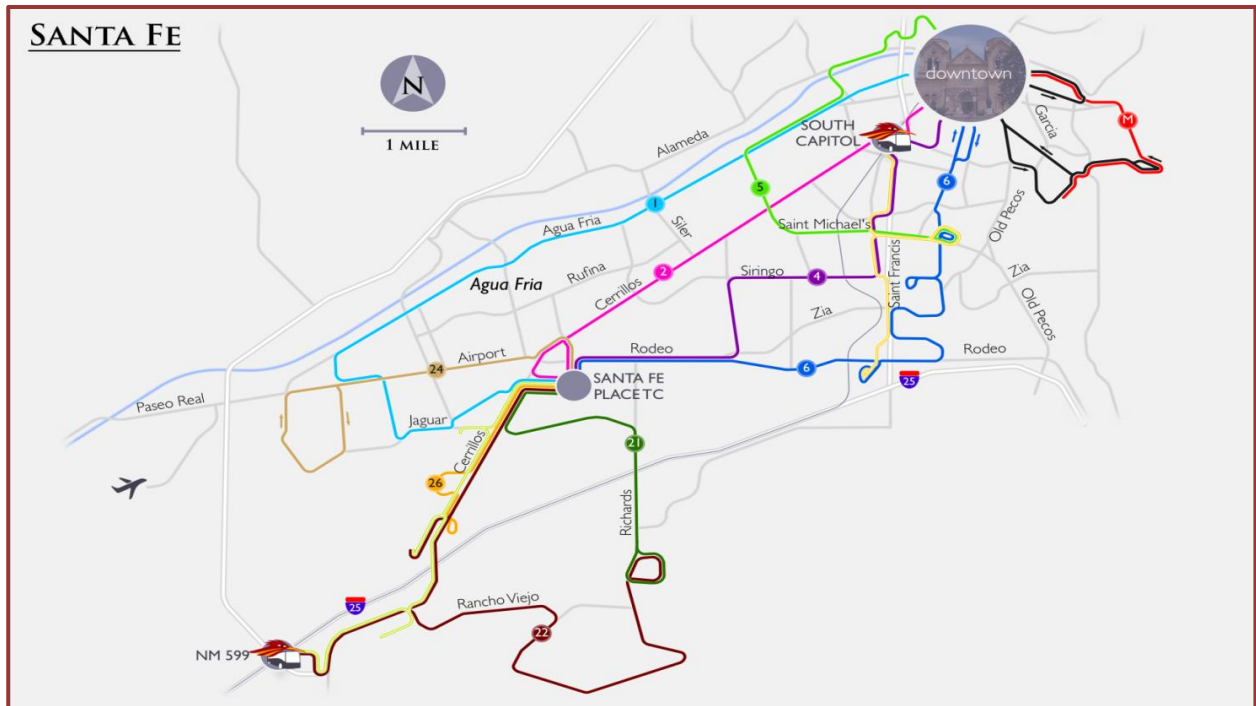 SANTA FE
N
1 MILE
downtown
SOUTH
CAPITOL
Garcia
M
Alameda
5
6
1
Siler
Saint Michael's
Old Pecos
Agua Fria
Rufina
2
Siringo
4
Saint Francis
Zia
Agua Fria
Cerrillos
Zia
Old Pecos
Airport
Rodeo
24
6
Rodeo
25
SANTA FE
PLACETC
Paseo Real
Jaguar
Cerrillos
21
26
Richards
25
Rancho Viejo
22
NM 599